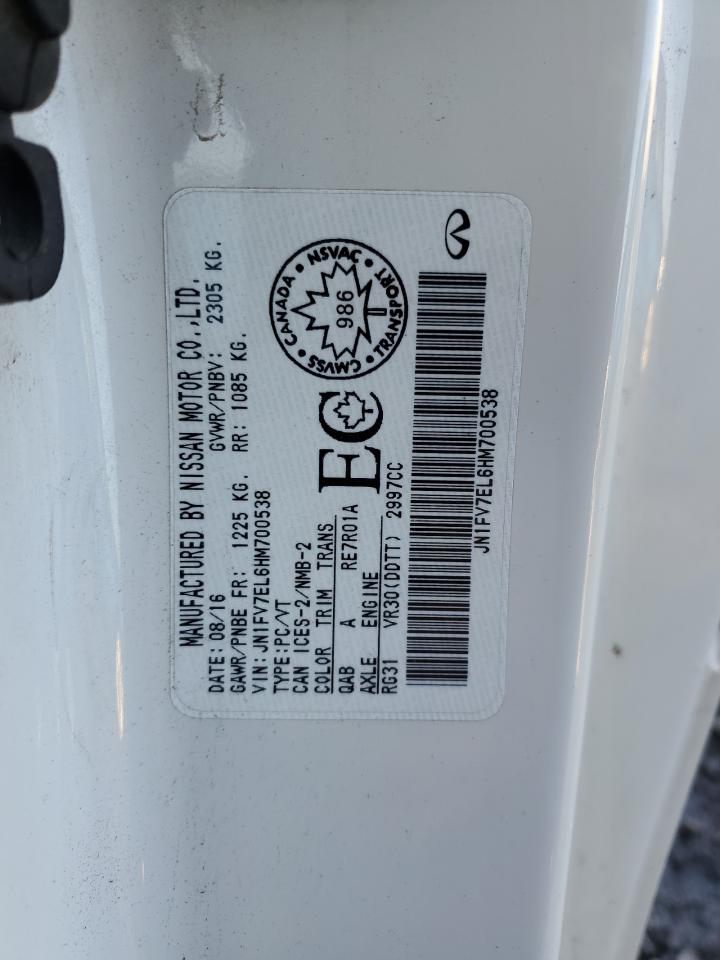 MANUFACTURED BY NISSAN MOTOR CO.,LTD.
DATE: 08/16 GVWR/PNBV: 2305 KG.
GAWR/PNBE FR: 1225 KG. RR: 1085 KG.
VIN:JN1FV7EL6HM700538
TYPE:PC/VT
CAN ICES-2/NMB-2
COLOR TRIM TRANS
QAB A RE7R01A
AXLE ENGINE
RG31 VR30(DDTT) 2997CC
EC
CANADA • NSVAC • TRANSPORT • CMVSS •
986
JN1FV7EL6HM700538